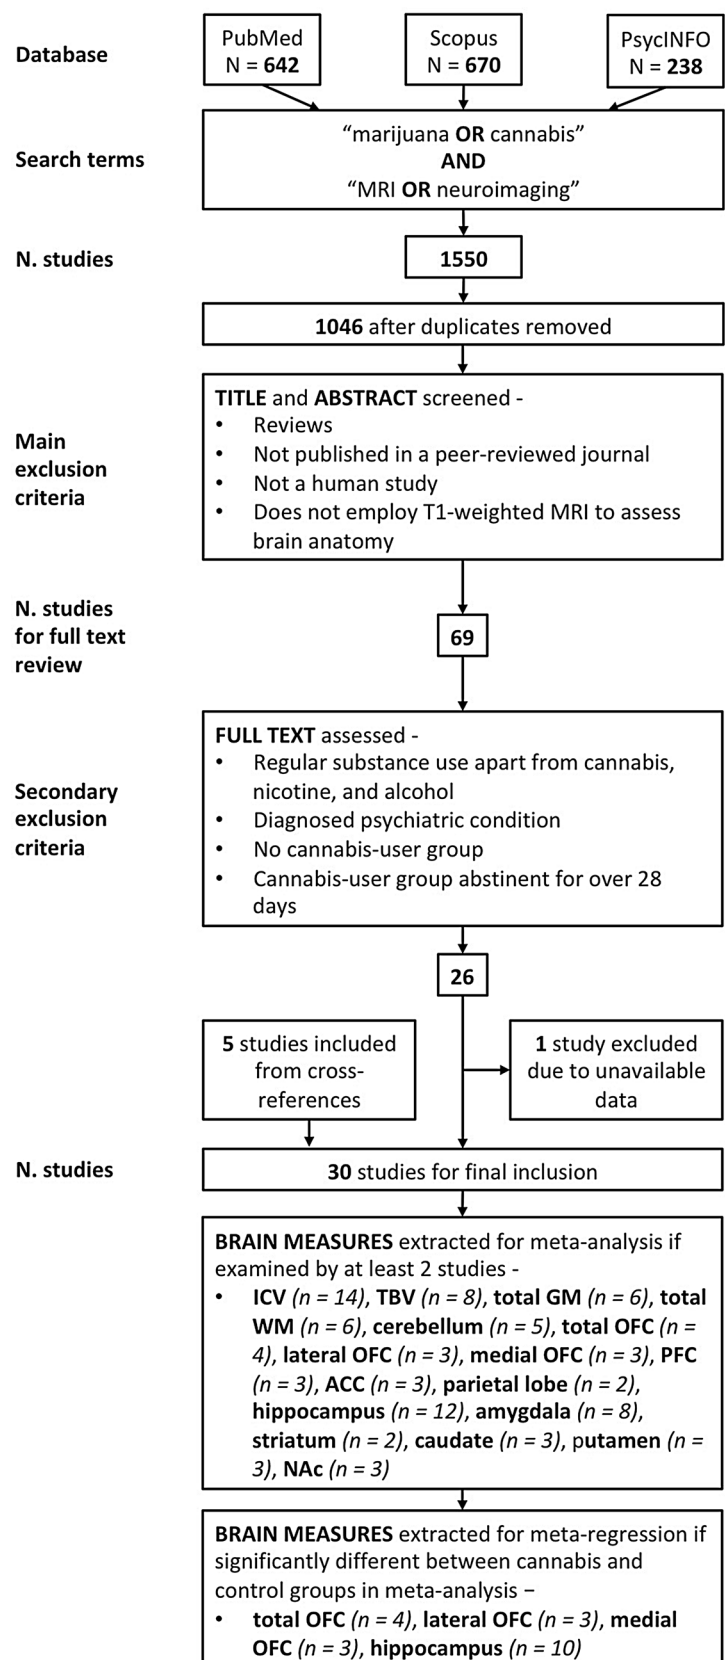 Database
PubMed
N = 642
Scopus
N = 670
PsycINFO
N = 238
Search terms
“marijuana OR cannabis”
AND
“MRI OR neuroimaging”
N. studies
1550
1046 after duplicates removed
Main
exclusion
criteria
TITLE and ABSTRACT screened -
• Reviews
• Not published in a peer-reviewed journal
• Not a human study
• Does not employ T1-weighted MRI to assess
brain anatomy
N. studies
for full text
review
69
Secondary
exclusion
criteria
FULL TEXT assessed -
• Regular substance use apart from cannabis,
nicotine, and alcohol
• Diagnosed psychiatric condition
• No cannabis-user group
• Cannabis-user group abstinent for over 28
days
26
5 studies included
from cross-
references
1 study excluded
due to unavailable
data
N. studies
30 studies for final inclusion
BRAIN MEASURES extracted for meta-analysis if
examined by at least 2 studies -
• ICV (n = 14), TBV (n = 8), total GM (n = 6), total
WM (n = 6), cerebellum (n = 5), total OFC (n =
4), lateral OFC (n = 3), medial OFC (n = 3), PFC
(n = 3), ACC (n = 3), parietal lobe (n = 2),
hippocampus (n = 12), amygdala (n = 8),
striatum (n = 2), caudate (n = 3), putamen (n =
3), NAc (n = 3)
BRAIN MEASURES extracted for meta-regression if
significantly different between cannabis and
control groups in meta-analysis –
• total OFC (n = 4), lateral OFC (n = 3), medial
OFC (n = 3), hippocampus (n = 10)